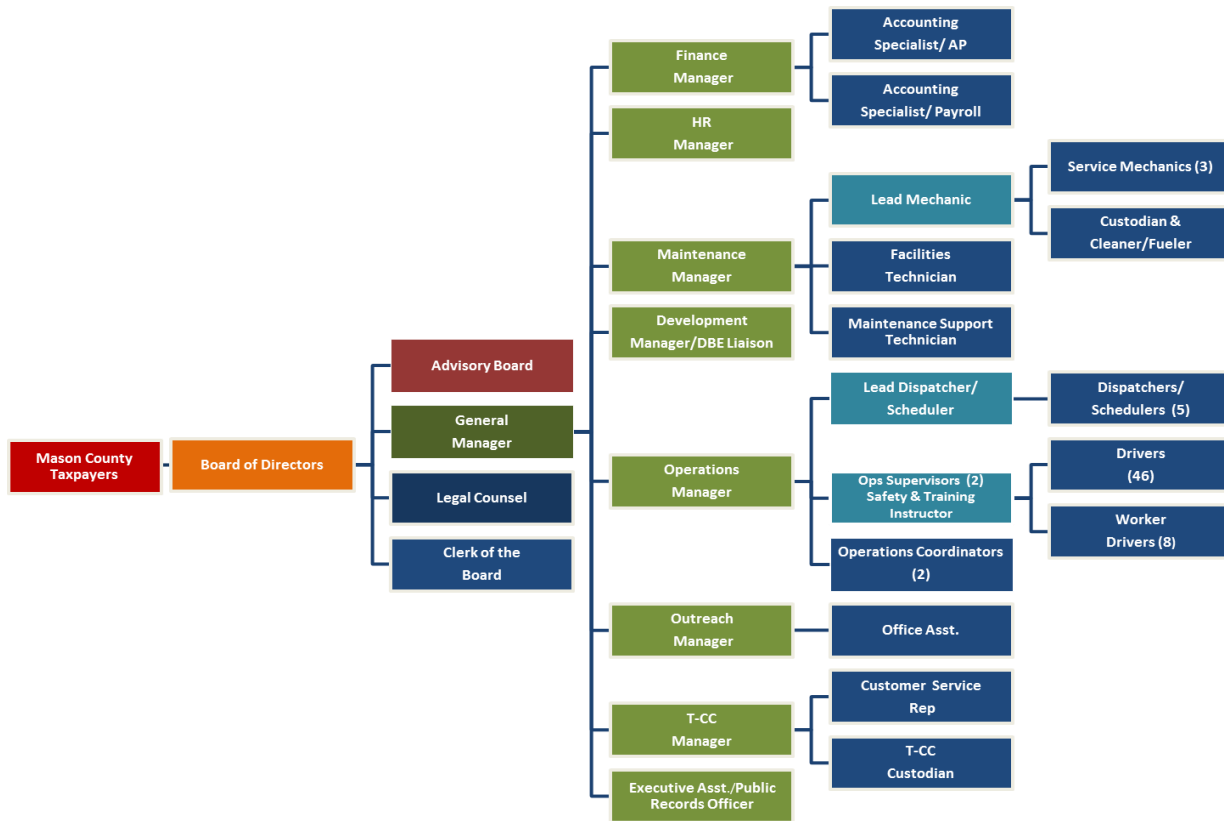 Mason County
Taxpayers
Board of Directors
Advisory Board
General
Manager
Legal Counsel
Clerk of the
Board
Finance
Manager
Accounting
Specialist/ AP
Accounting
Specialist/ Payroll
HR
Manager
Maintenance
Manager
Lead Mechanic
Service Mechanics (3)
Custodian &
Cleaner/Fueler
Facilities
Technician
Maintenance Support
Technician
Development
Manager/DBE Liaison
Operations
Manager
Lead Dispatcher/
Scheduler
Dispatchers/
Schedulers (5)
Ops Supervisors (2)
Safety & Training
Instructor
Drivers
(46)
Worker
Drivers (8)
Operations Coordinators
(2)
Outreach
Manager
Office Asst.
T-CC
Manager
Customer Service
Rep
T-CC
Custodian
Executive Asst./Public
Records Officer